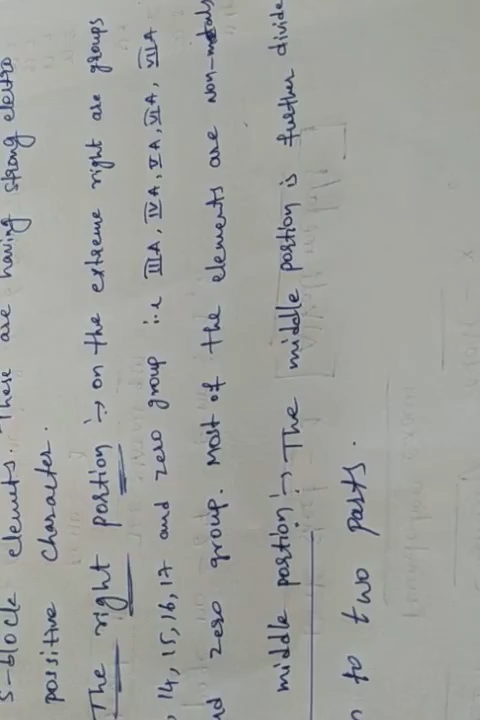 s-block elements. These are having strong electro
possitive character.
The right portion :→ on the extreme right are groups
, 14, 15, 16, 17 and zero group i.e IIIA, IVA, VA, VIA, VIIA
nd zero group. Most of the elements are non-metals
middle portion :→ The middle portion is further divide
n to two parts.